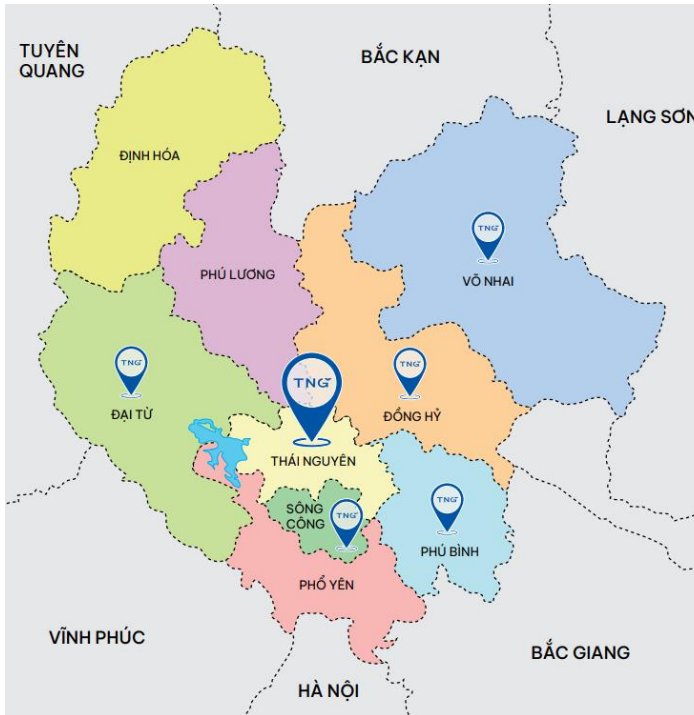 TUYÊN
QUANG
BẮC KẠN
LẠNG SƠN
ĐỊNH HÓA
TNG
PHÚ LƯƠNG
VÕ NHAI
TNG
TNG
TNG
ĐẠI TỪ
ĐỒNG HỶ
THÁI NGUYÊN
TNG
SÔNG
CÔNG
TNG
PHÚ BÌNH
PHỔ YÊN
VĨNH PHÚC
BẮC GIANG
HÀ NỘI